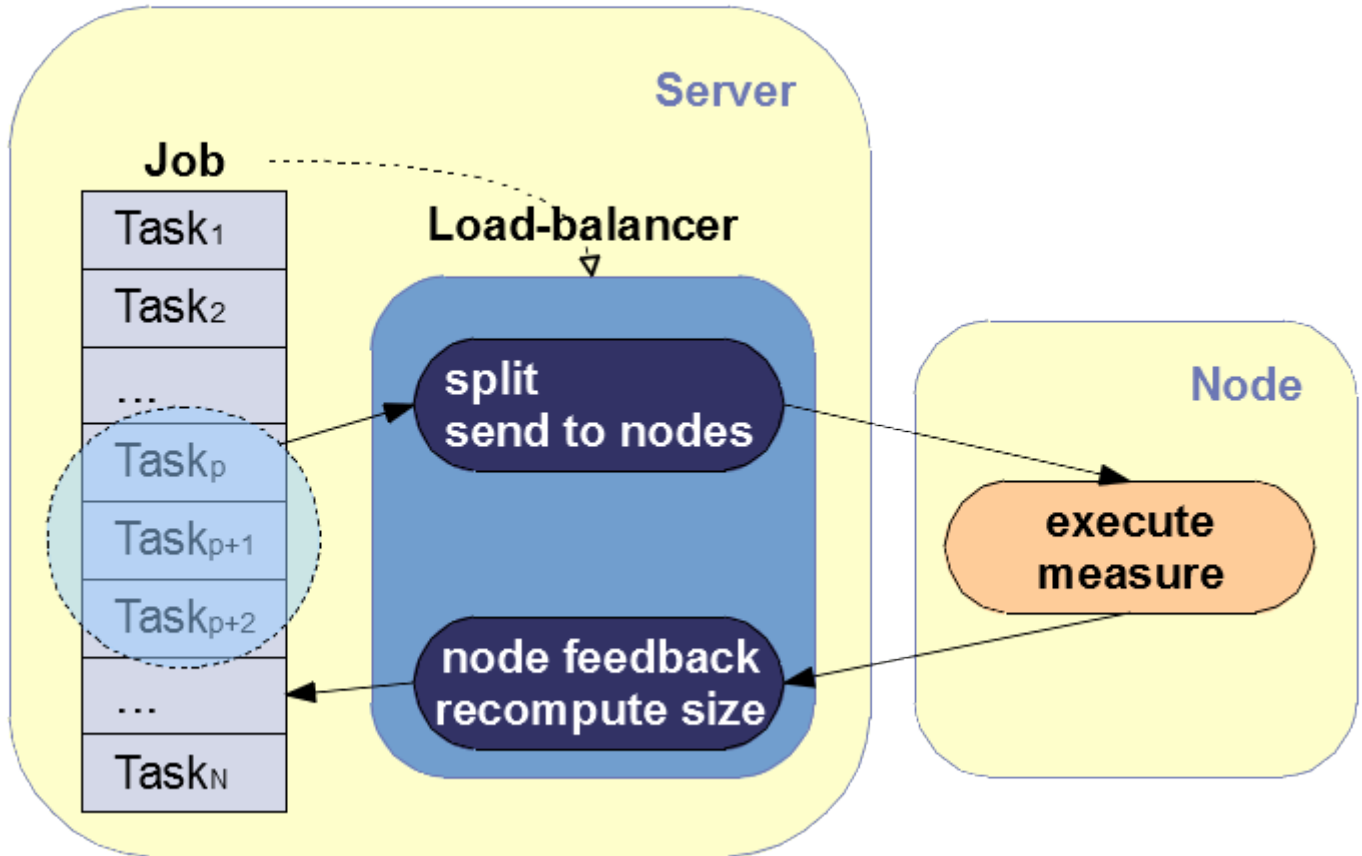 Server
Job
Task1
Load-balancer
Task2
...
split
send to nodes
Taskp
Taskp+1
Taskp+2
...
TaskN
node feedback
recompute size
Node
execute
measure